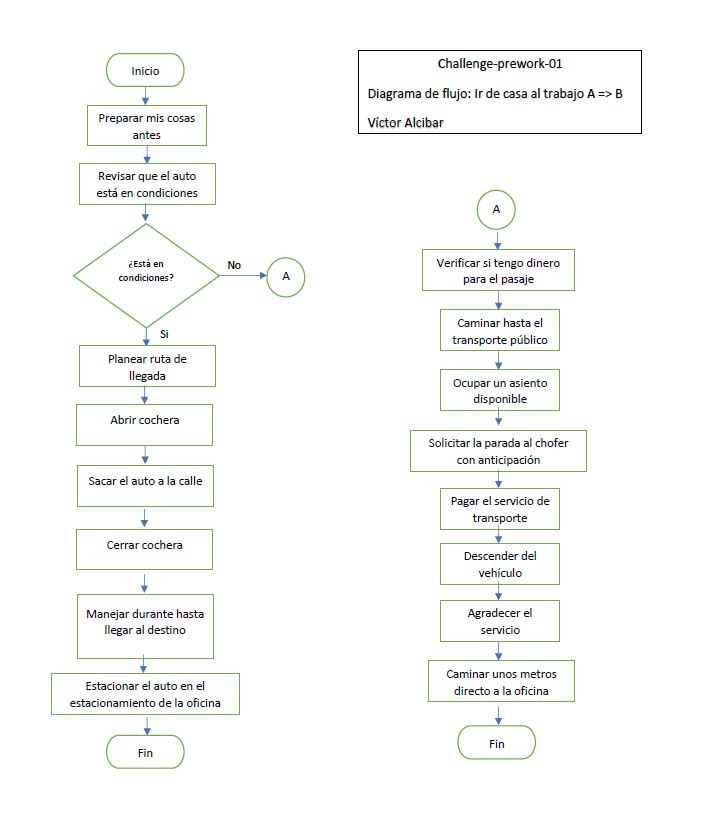 Challenge-prework-01
Diagrama de flujo: Ir de casa al trabajo A => B
Víctor Alcibar
Inicio
Preparar mis cosas
antes
Revisar que el auto
está en condiciones
¿Está en
condiciones?
No
A
Si
Planear ruta de
llegada
Abrir cochera
Sacar el auto a la calle
Cerrar cochera
Manejar durante hasta
llegar al destino
Estacionar el auto en el
estacionamiento de la oficina
Fin
A
Verificar si tengo dinero
para el pasaje
Caminar hasta el
transporte público
Ocupar un asiento
disponible
Solicitar la parada al chofer
con anticipación
Pagar el servicio de
transporte
Descender del
vehículo
Agradecer el
servicio
Caminar unos metros
directo a la oficina
Fin